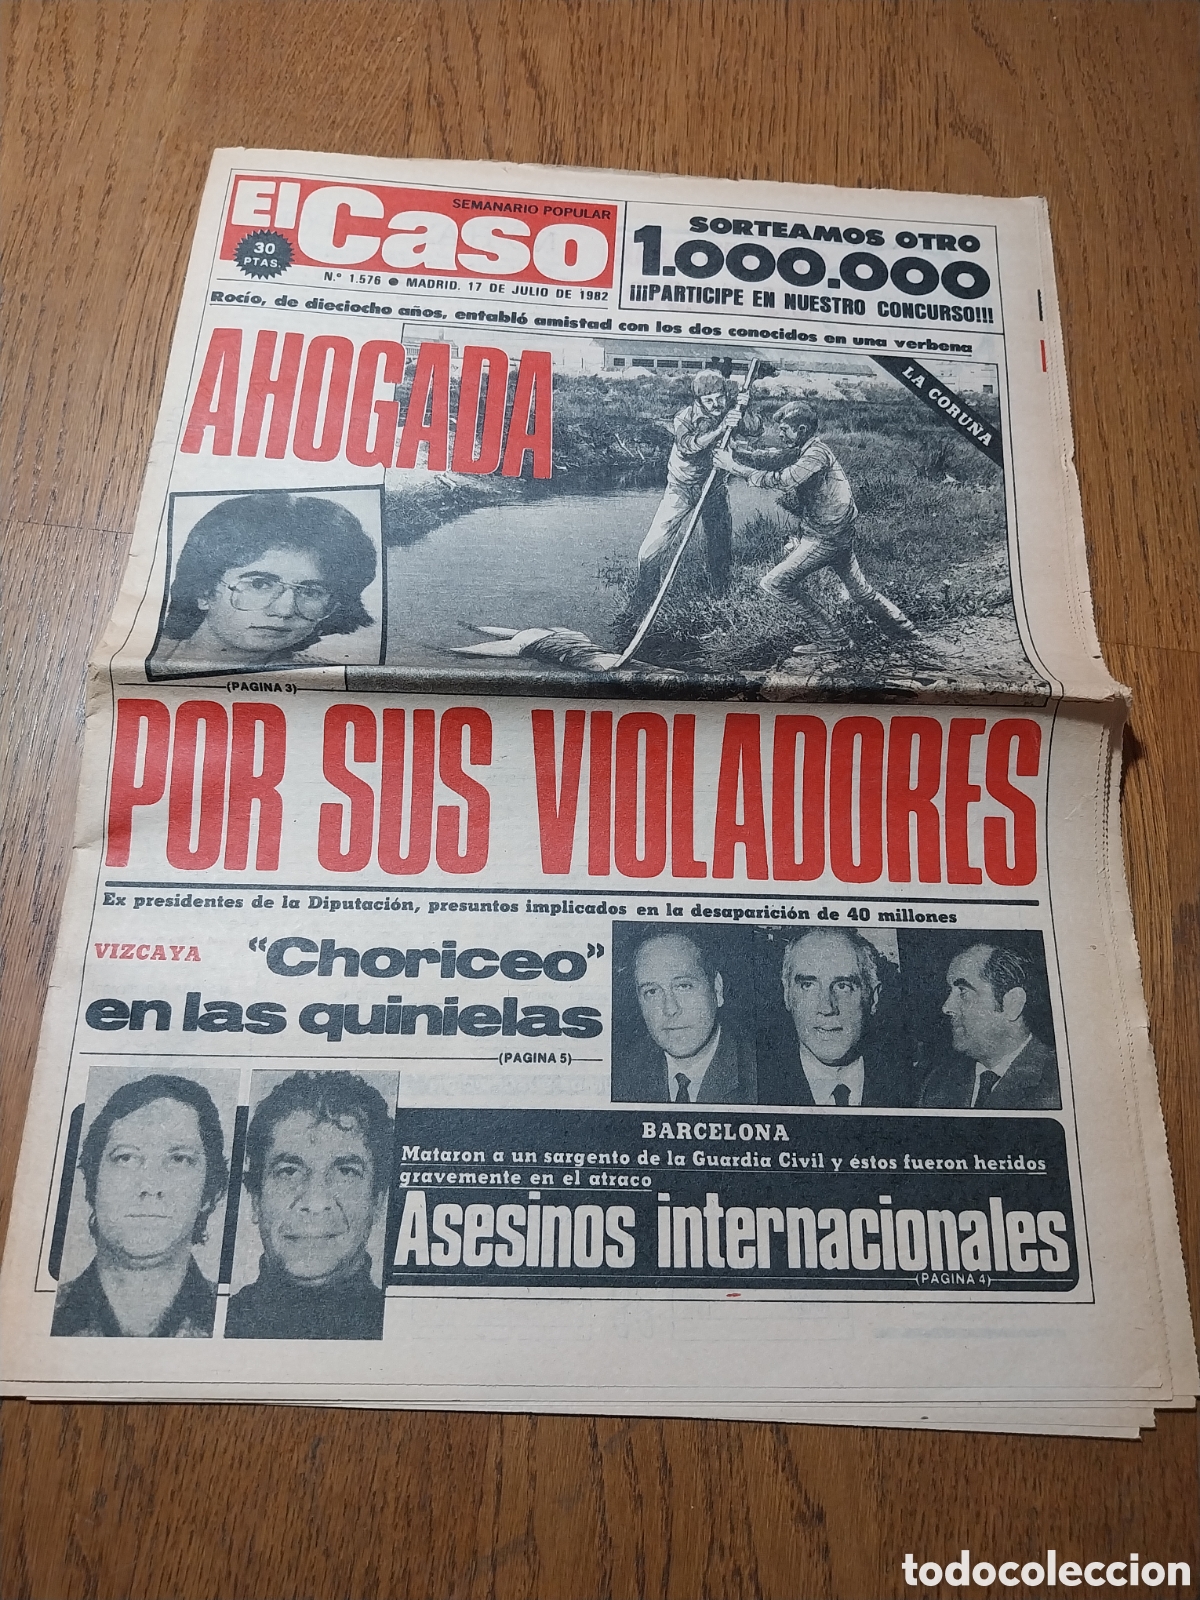 El Caso
SEMANARIO POPULAR
30
PTAS.
N.º 1.576 ● MADRID. 17 DE JULIO DE 1982
SORTEAMOS OTRO
1.000.000
¡¡¡PARTICIPE EN NUESTRO CONCURSO!!!
Rocío, de dieciocho años, entabló amistad con los dos conocidos en una verbena
AHOGADA
LA CORUÑA
(PAGINA 3)
POR SUS VIOLADORES
Ex presidentes de la Diputación, presuntos implicados en la desaparición de 40 millones
VIZCAYA
"Choriceo"
en las quinielas
(PAGINA 5)
BARCELONA
Mataron a un sargento de la Guardia Civil y éstos fueron heridos
gravemente en el atraco
Asesinos internacionales
(PAGINA 4)
todocoleccion